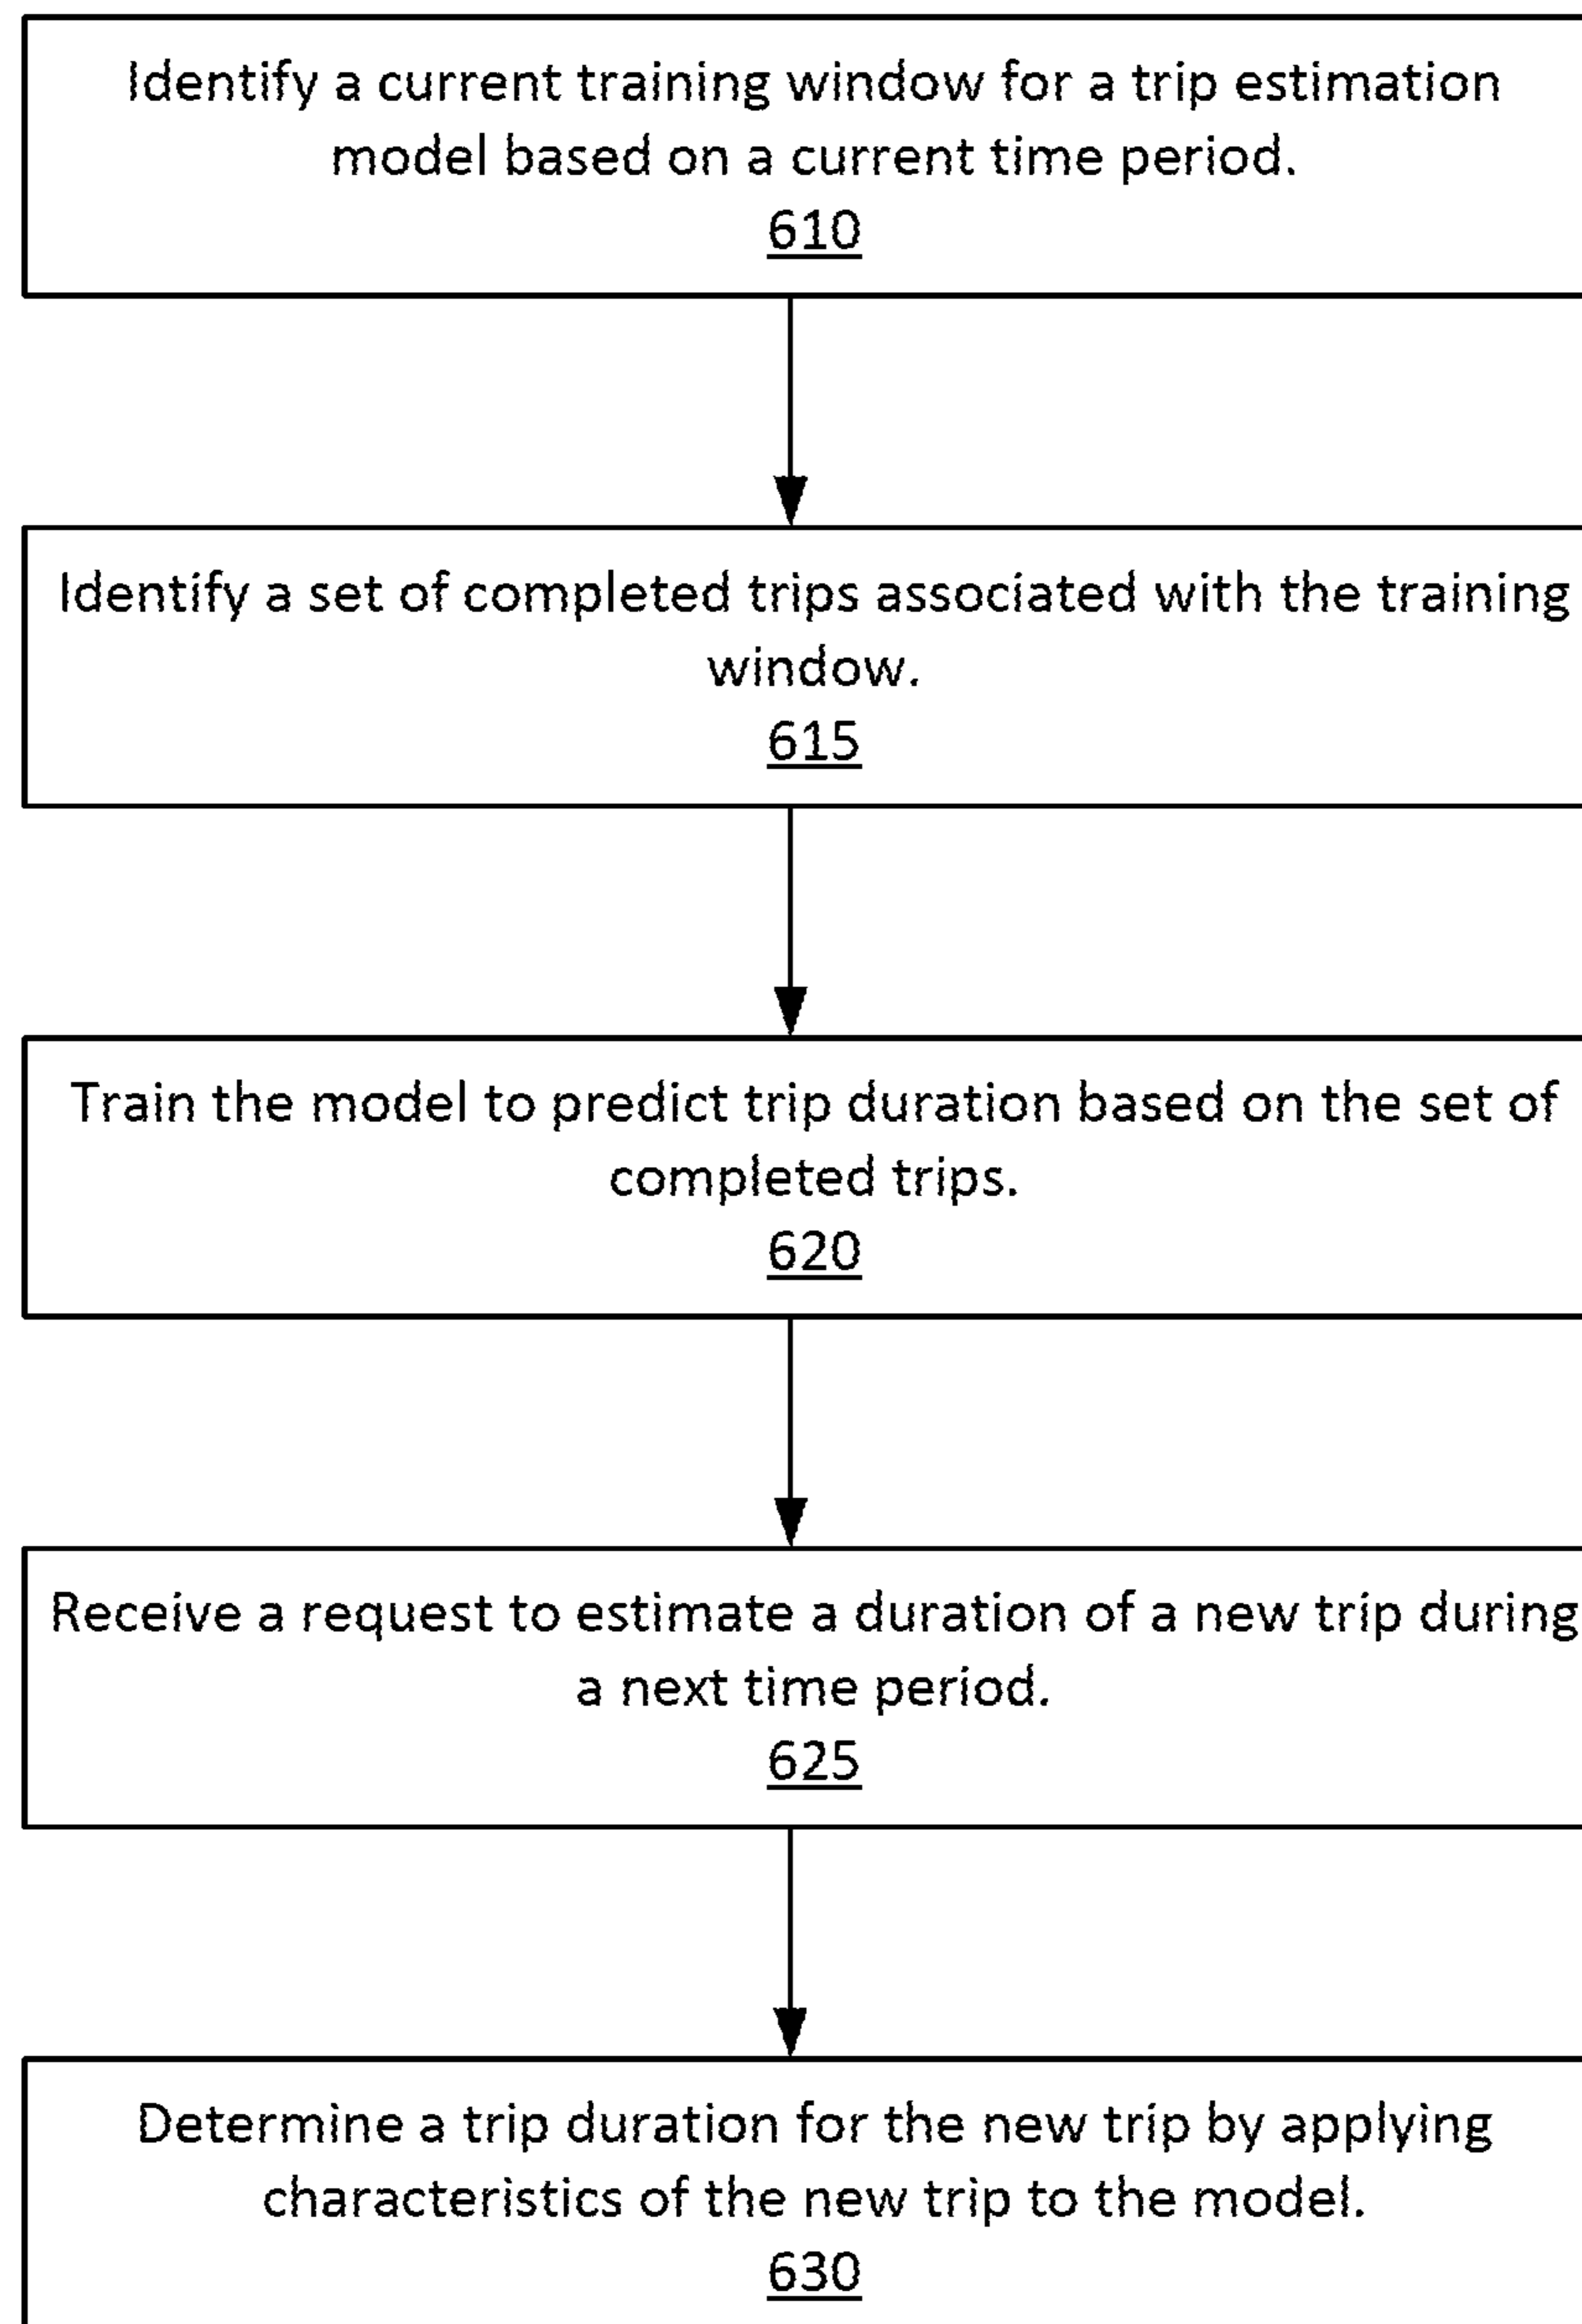 Identify a current training window for a trip estimation
model based on a current time period.
610
Identify a set of completed trips associated with the training
window.
615
Train the model to predict trip duration based on the set of
completed trips.
620
Receive a request to estimate a duration of a new trip during
a next time period.
625
Determine a trip duration for the new trip by applying
characteristics of the new trip to the model.
630